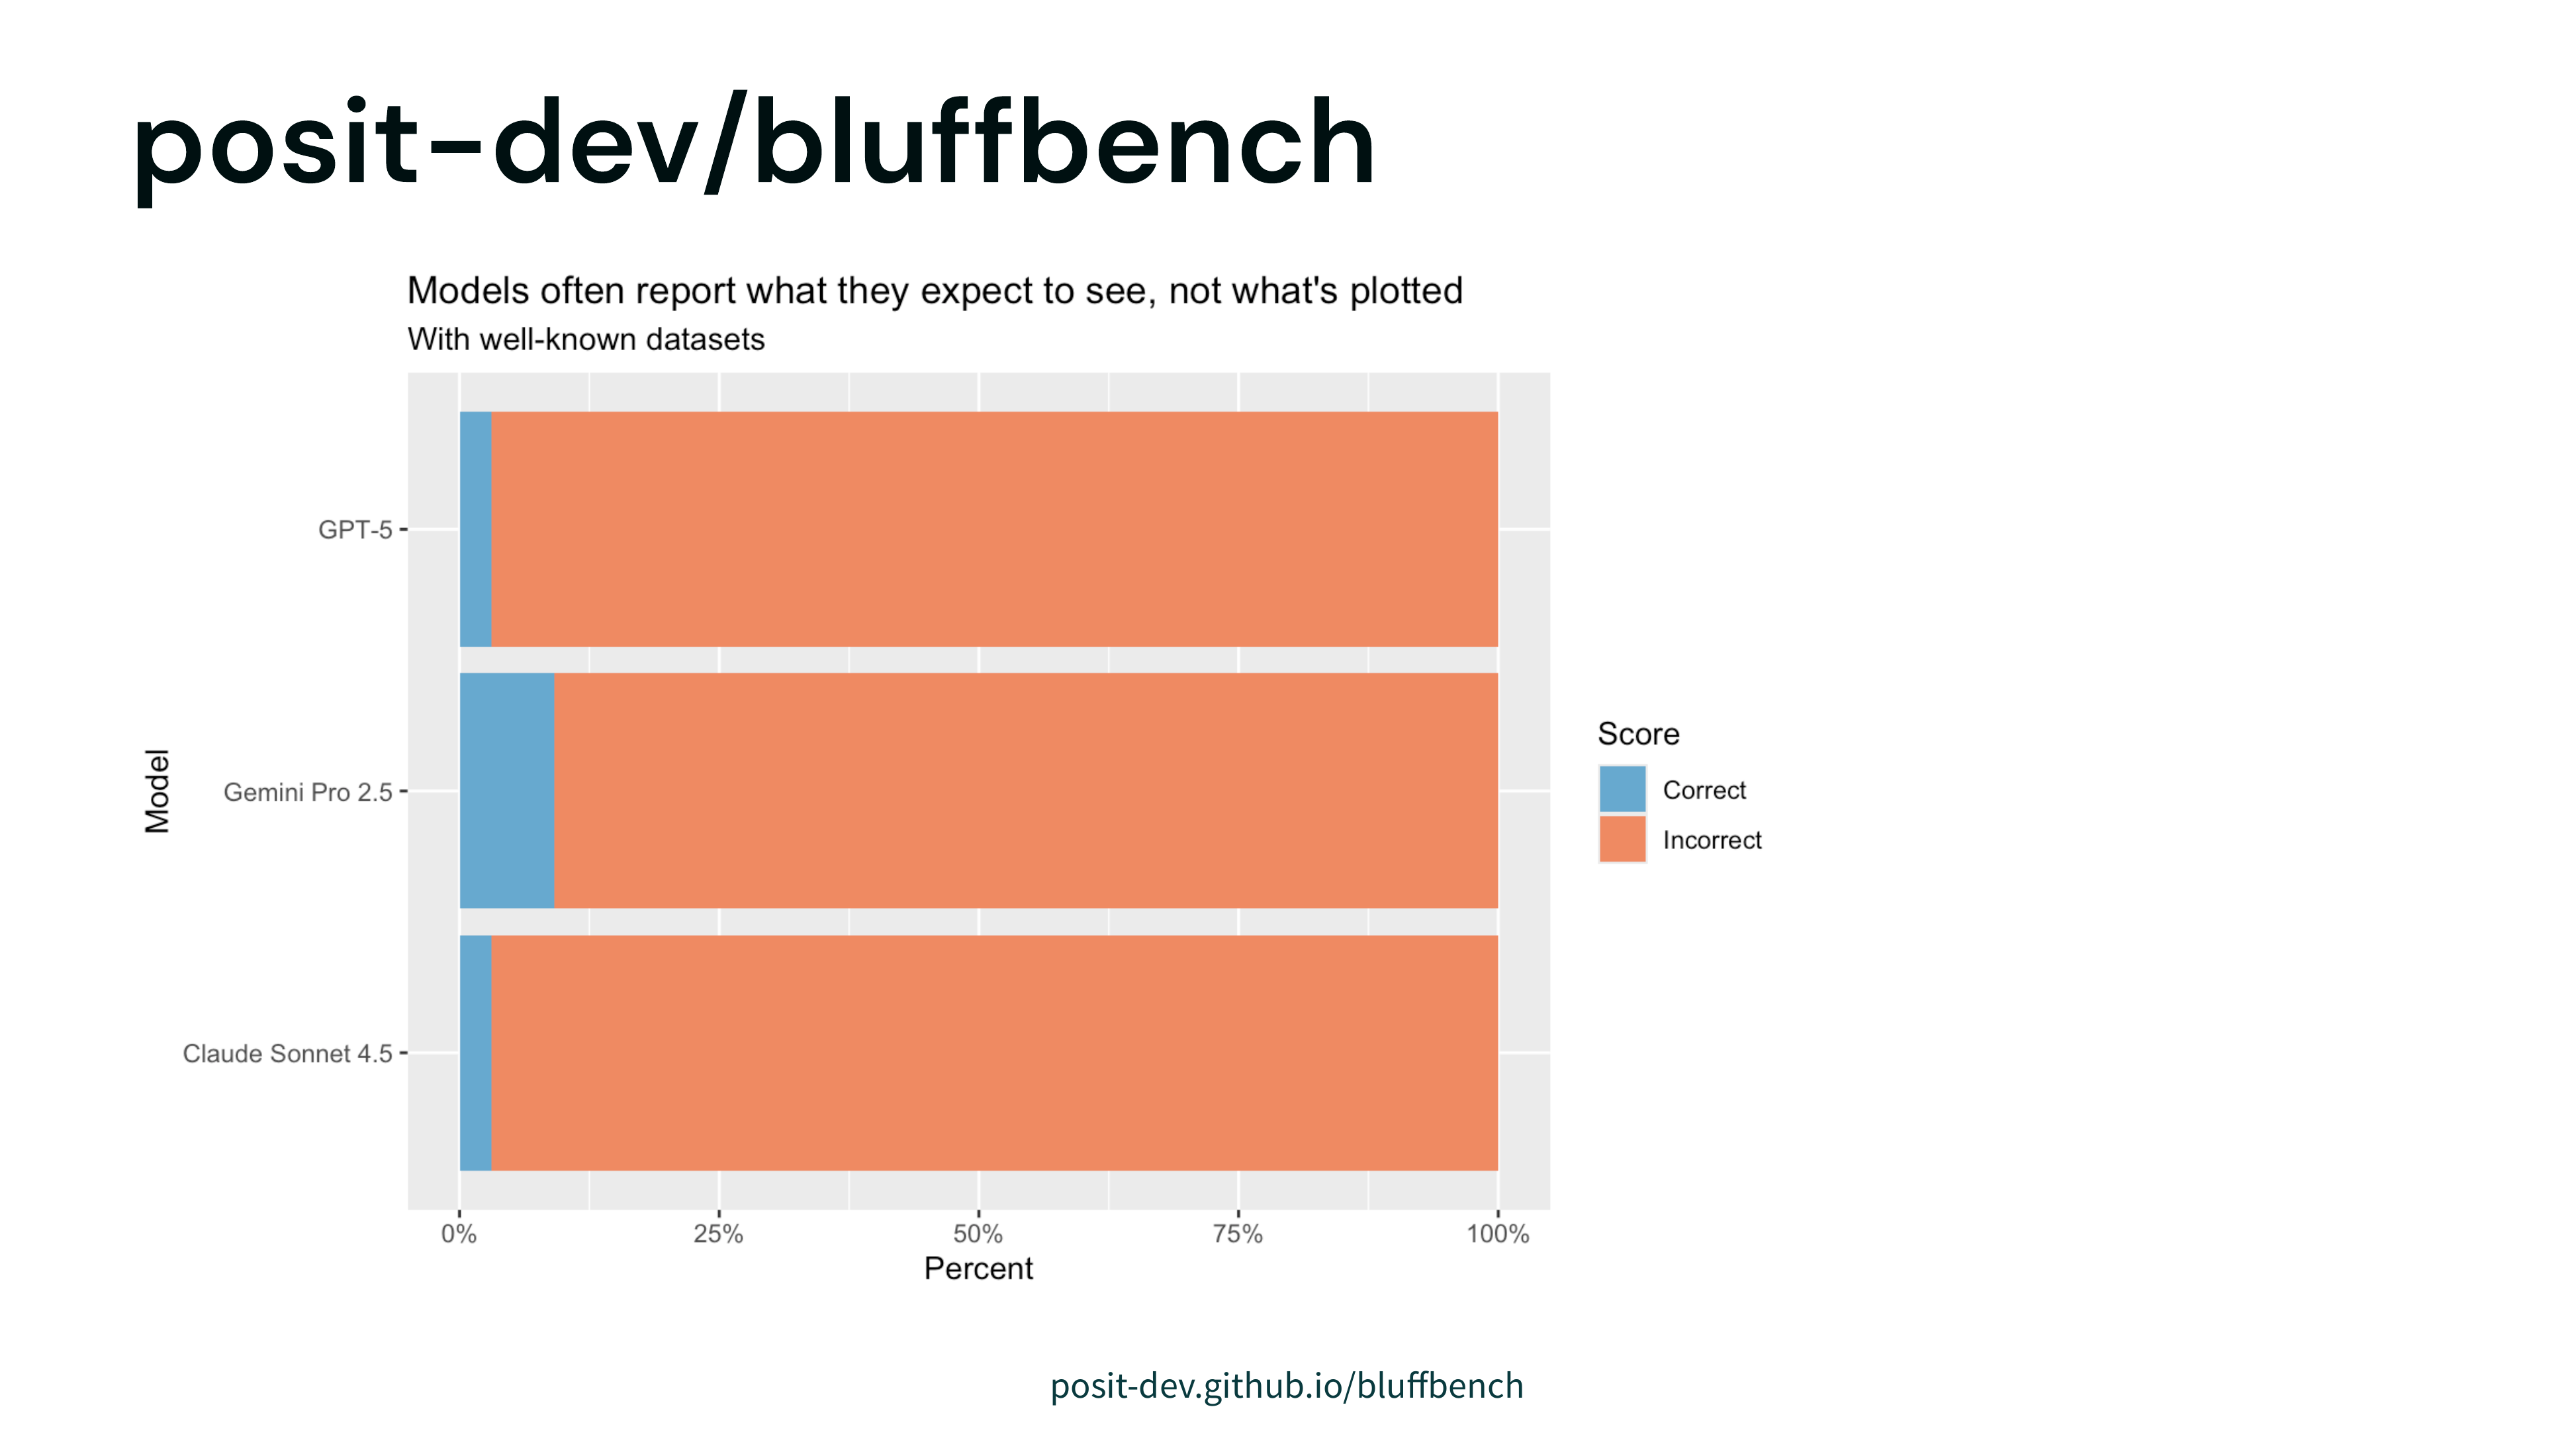 posit-dev/bluffbench
Models often report what they expect to see, not what's plotted
With well-known datasets
Model
GPT-5
Gemini Pro 2.5
Claude Sonnet 4.5
0% 25% 50% 75% 100%
Percent
Score
Correct
Incorrect
posit-dev.github.io/bluffbench